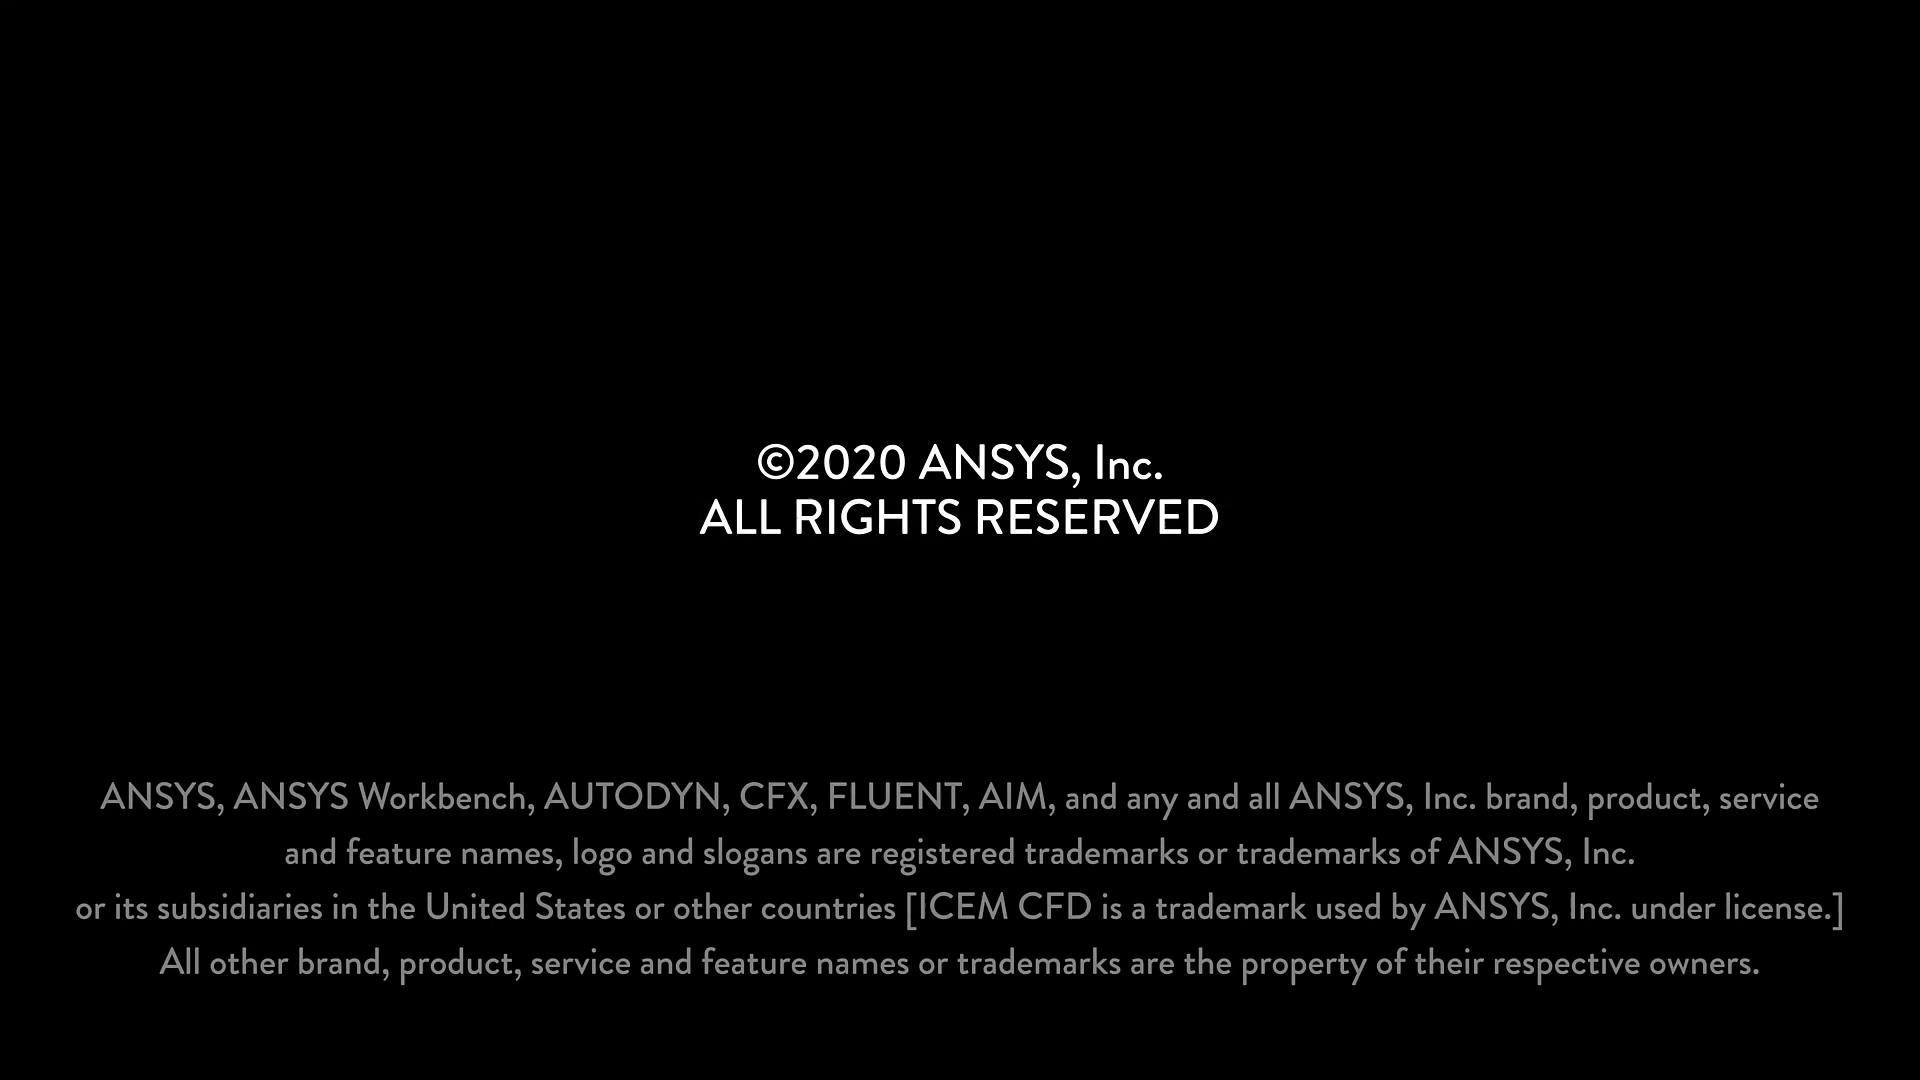 ©2020 ANSYS, Inc.
ALL RIGHTS RESERVED
ANSYS, ANSYS Workbench, AUTODYN, CFX, FLUENT, AIM, and any and all ANSYS, Inc. brand, product, service
and feature names, logo and slogans are registered trademarks or trademarks of ANSYS, Inc.
or its subsidiaries in the United States or other countries [ICEM CFD is a trademark used by ANSYS, Inc. under license.]
All other brand, product, service and feature names or trademarks are the property of their respective owners.